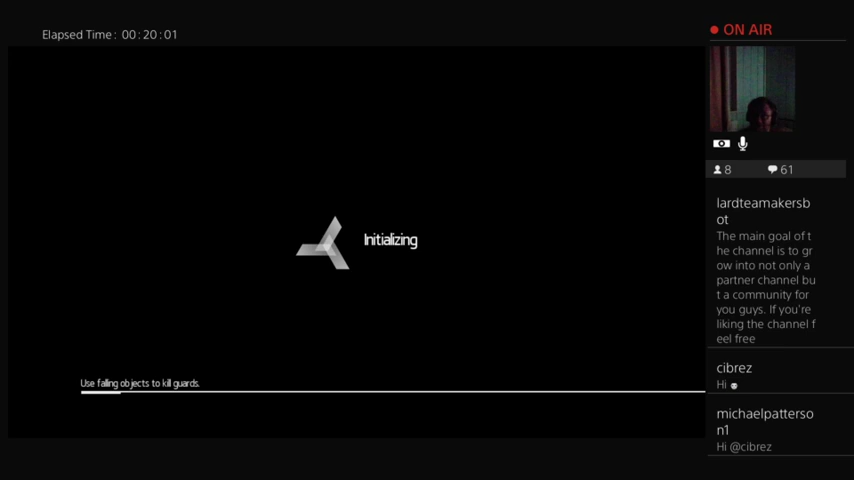 Elapsed Time: 00:20:01
ON AIR
8 61
Initializing
Use falling objects to kill guards.
lardteamakersb
ot
The main goal of t
he channel is to gr
ow into not only a
partner channel bu
t a community for
you guys. If you're
liking the channel f
eel free
cibrez
Hi
michaelpatterso
n1
Hi @cibrez